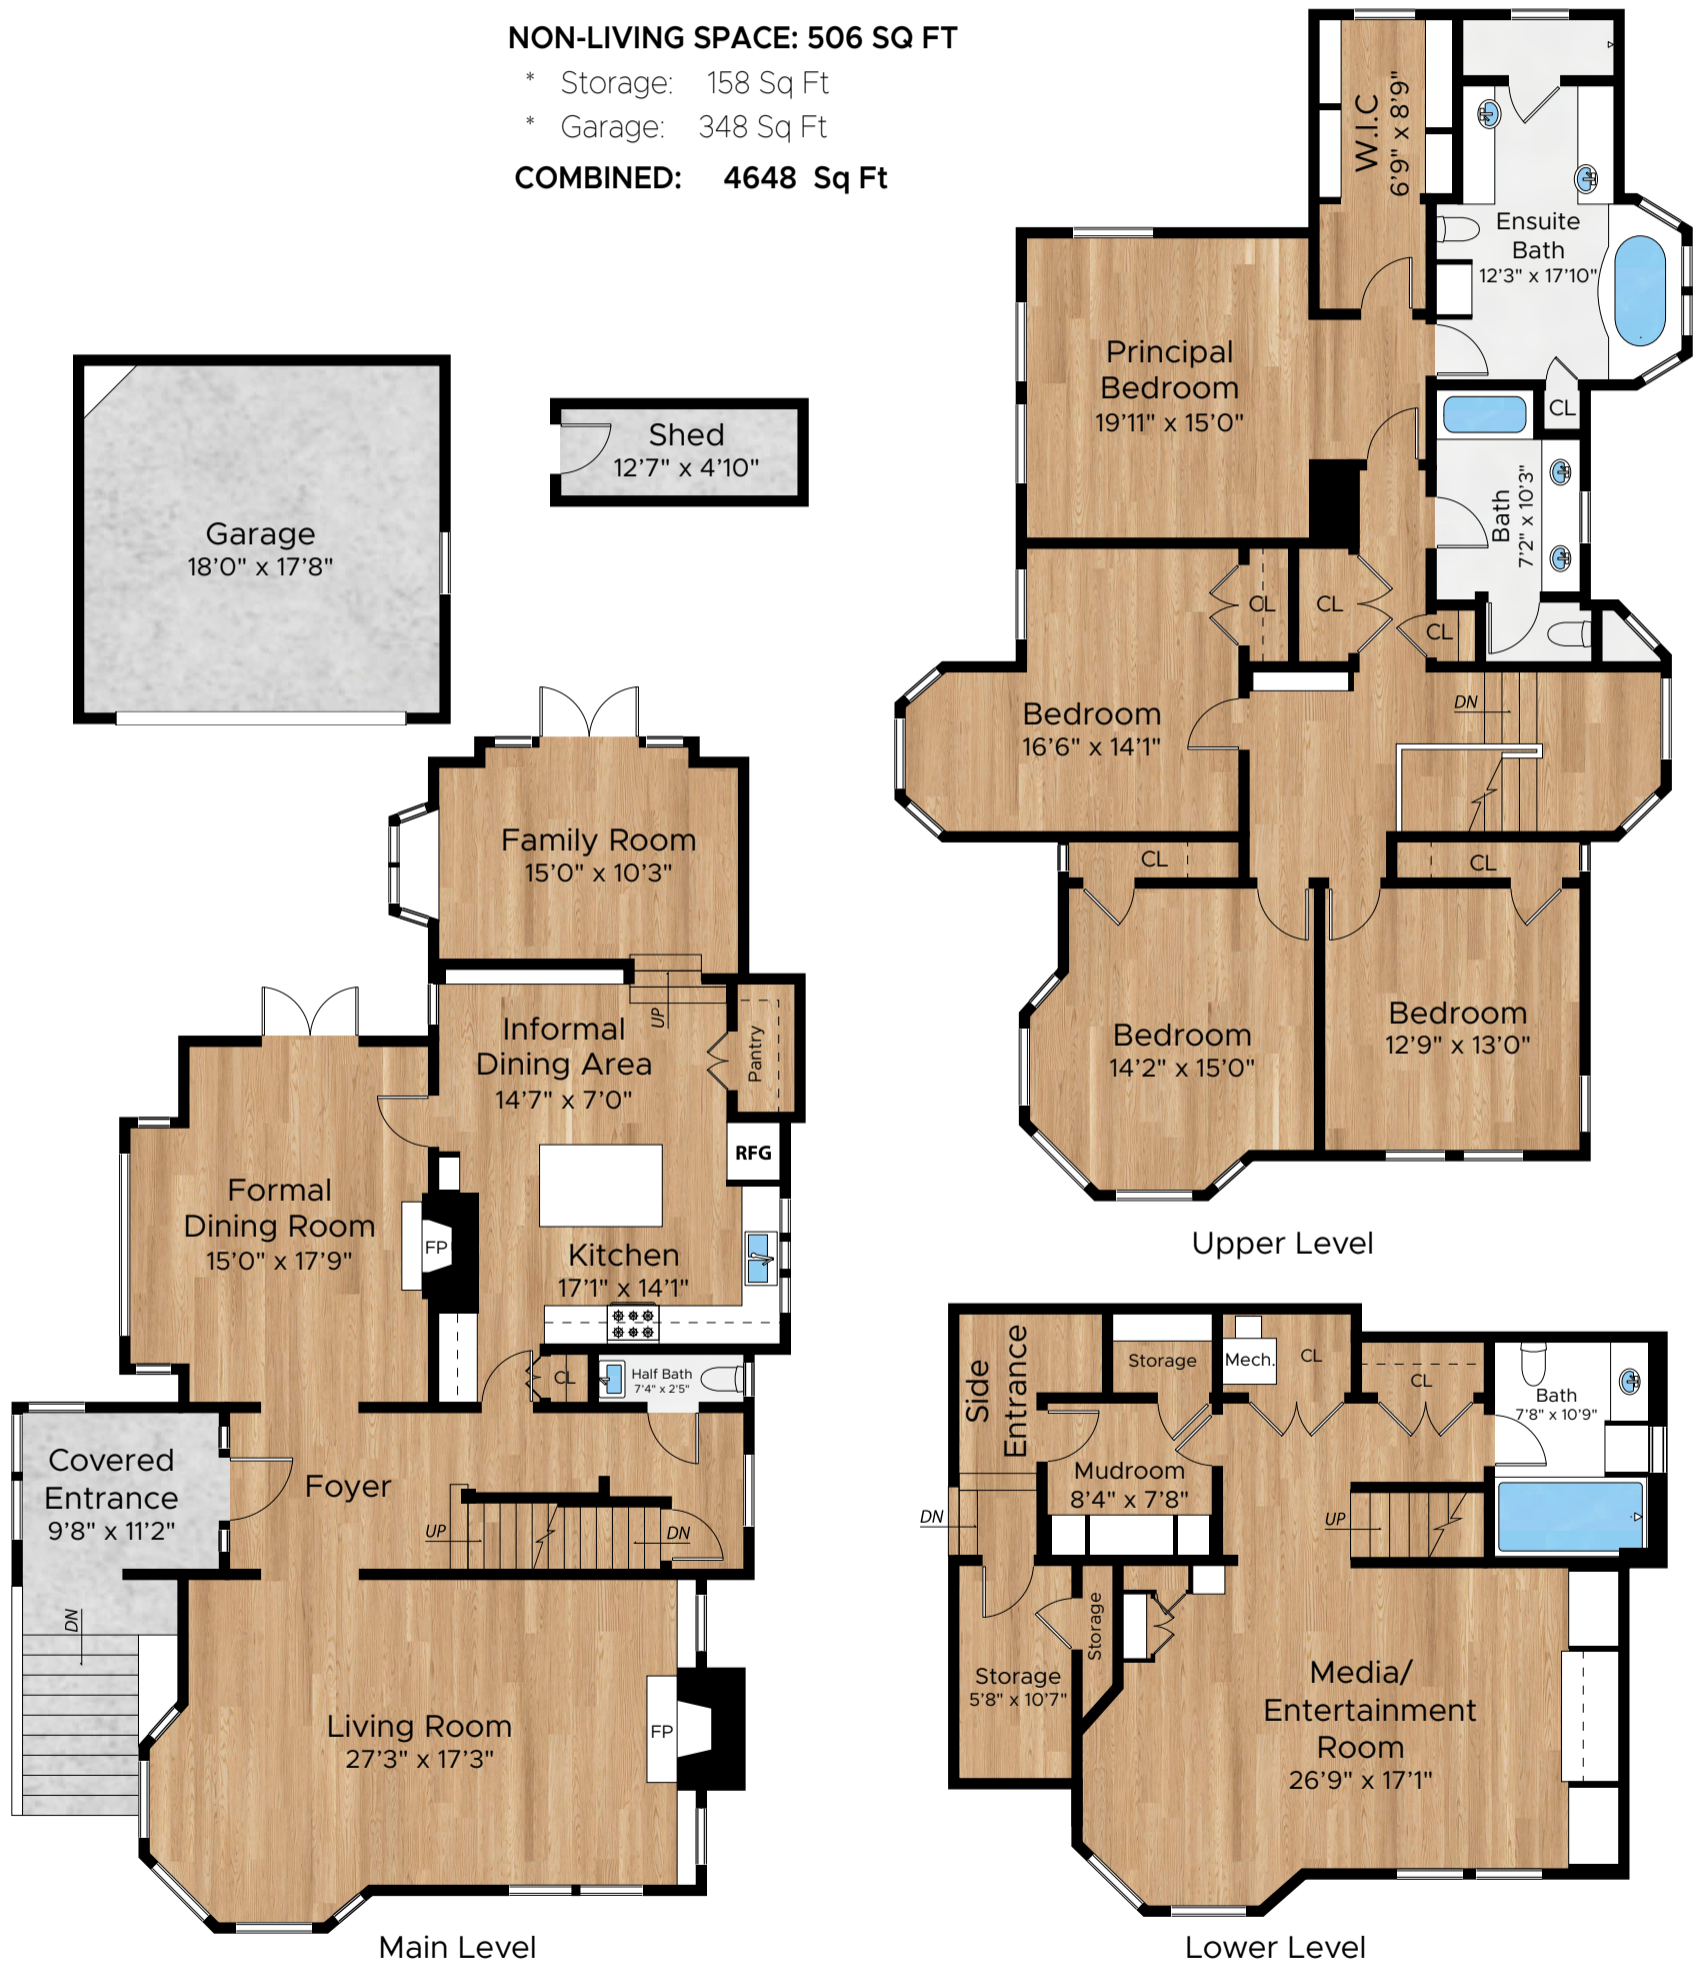 NON-LIVING SPACE: 506 SQ FT
* Storage: 158 Sq Ft
* Garage: 348 Sq Ft
COMBINED: 4648 Sq Ft
Garage
18'0" x 17'8"
Shed
12'7" x 4'10"
Family Room
15'0" x 10'3"
UP
Informal
Dining Area
14'7" x 7'0"
Pantry
RFG
Formal
Dining Room
15'0" x 17'9"
FP
Kitchen
17'1" x 14'1"
CL
Half Bath
7'4" x 2'5"
Covered
Entrance
9'8" x 11'2"
Foyer
UP
DN
DN
Living Room
27'3" x 17'3"
FP
Main Level
W.I.C
6'9" x 8'9"
Ensuite
Bath
12'3" x 17'10"
Principal
Bedroom
19'11" x 15'0"
CL
Bath
7'2" x 10'3"
CL
CL
CL
Bedroom
16'6" x 14'1"
DN
CL
CL
Bedroom
14'2" x 15'0"
Bedroom
12'9" x 13'0"
Upper Level
Side
Entrance
Storage
Mech.
CL
CL
Bath
7'8" x 10'9"
Mudroom
8'4" x 7'8"
DN
UP
Storage
Storage
5'8" x 10'7"
Media/
Entertainment
Room
26'9" x 17'1"
Lower Level